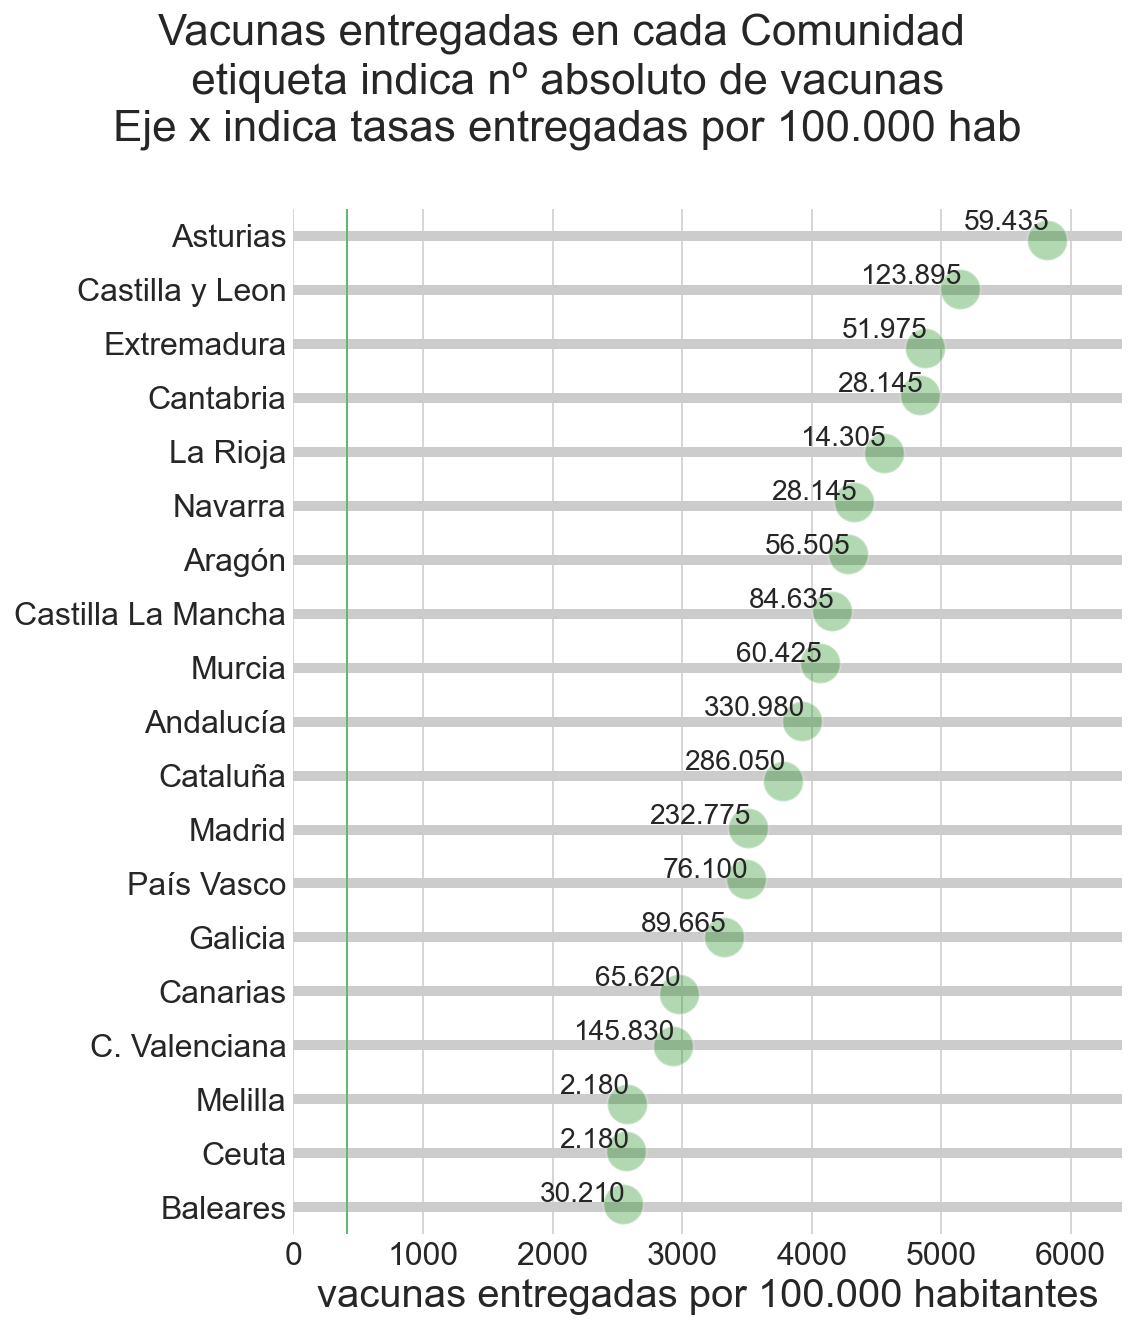 Vacunas entregadas en cada Comunidad
etiqueta indica nº absoluto de vacunas
Eje x indica tasas entregadas por 100.000 hab
Asturias 59.435
Castilla y Leon 123.895
Extremadura 51.975
Cantabria 28.145
La Rioja 14.305
Navarra 28.145
Aragón 56.505
Castilla La Mancha 84.635
Murcia 60.425
Andalucía 330.980
Cataluña 286.050
Madrid 232.775
País Vasco 76.100
Galicia 89.665
Canarias 65.620
C. Valenciana 145.830
Melilla 2.180
Ceuta 2.180
Baleares 30.210
0 1000 2000 3000 4000 5000 6000
vacunas entregadas por 100.000 habitantes